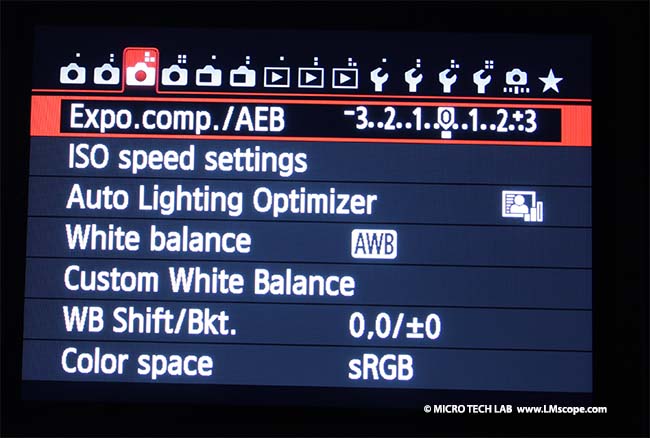 Expo.comp./AEB -3..2..1..0..1..2..+3
ISO speed settings
Auto Lighting Optimizer
White balance AWB
Custom White Balance
WB Shift/Bkt. 0,0/±0
Color space sRGB
© MICRO TECH LAB www.LMscope.com